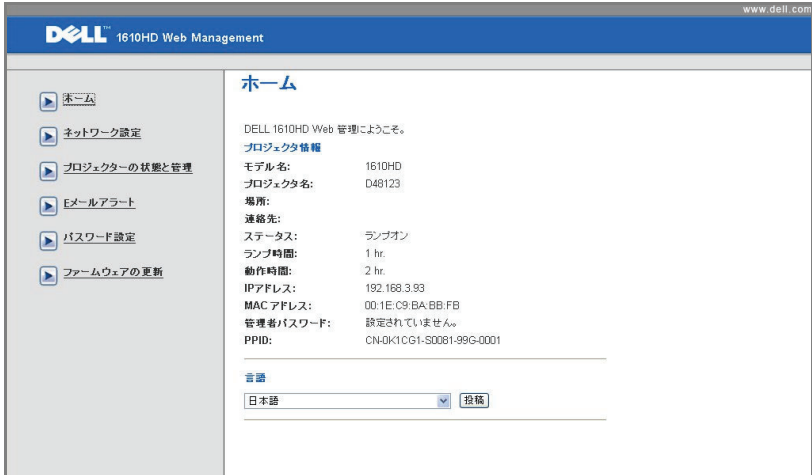 www.dell.com
DELL™ 1610HD Web Management
ホーム
ネットワーク設定
プロジェクターの状態と管理
Eメールアラート
パスワード設定
ファームウェアの更新
ホーム
DELL 1610HD Web 管理にようこそ。
プロジェクタ情報
モデル名: 1610HD
プロジェクタ名: D48123
場所:
連絡先:
ステータス: ランプオン
ランプ時間: 1 hr.
動作時間: 2 hr.
IPアドレス: 192.168.3.93
MAC アドレス: 00:1E:C9:BA:BB:FB
管理者パスワード: 設定されていません。
PPID: CN-0K1CG1-S0081-99G-0001
言語
日本語 投稿